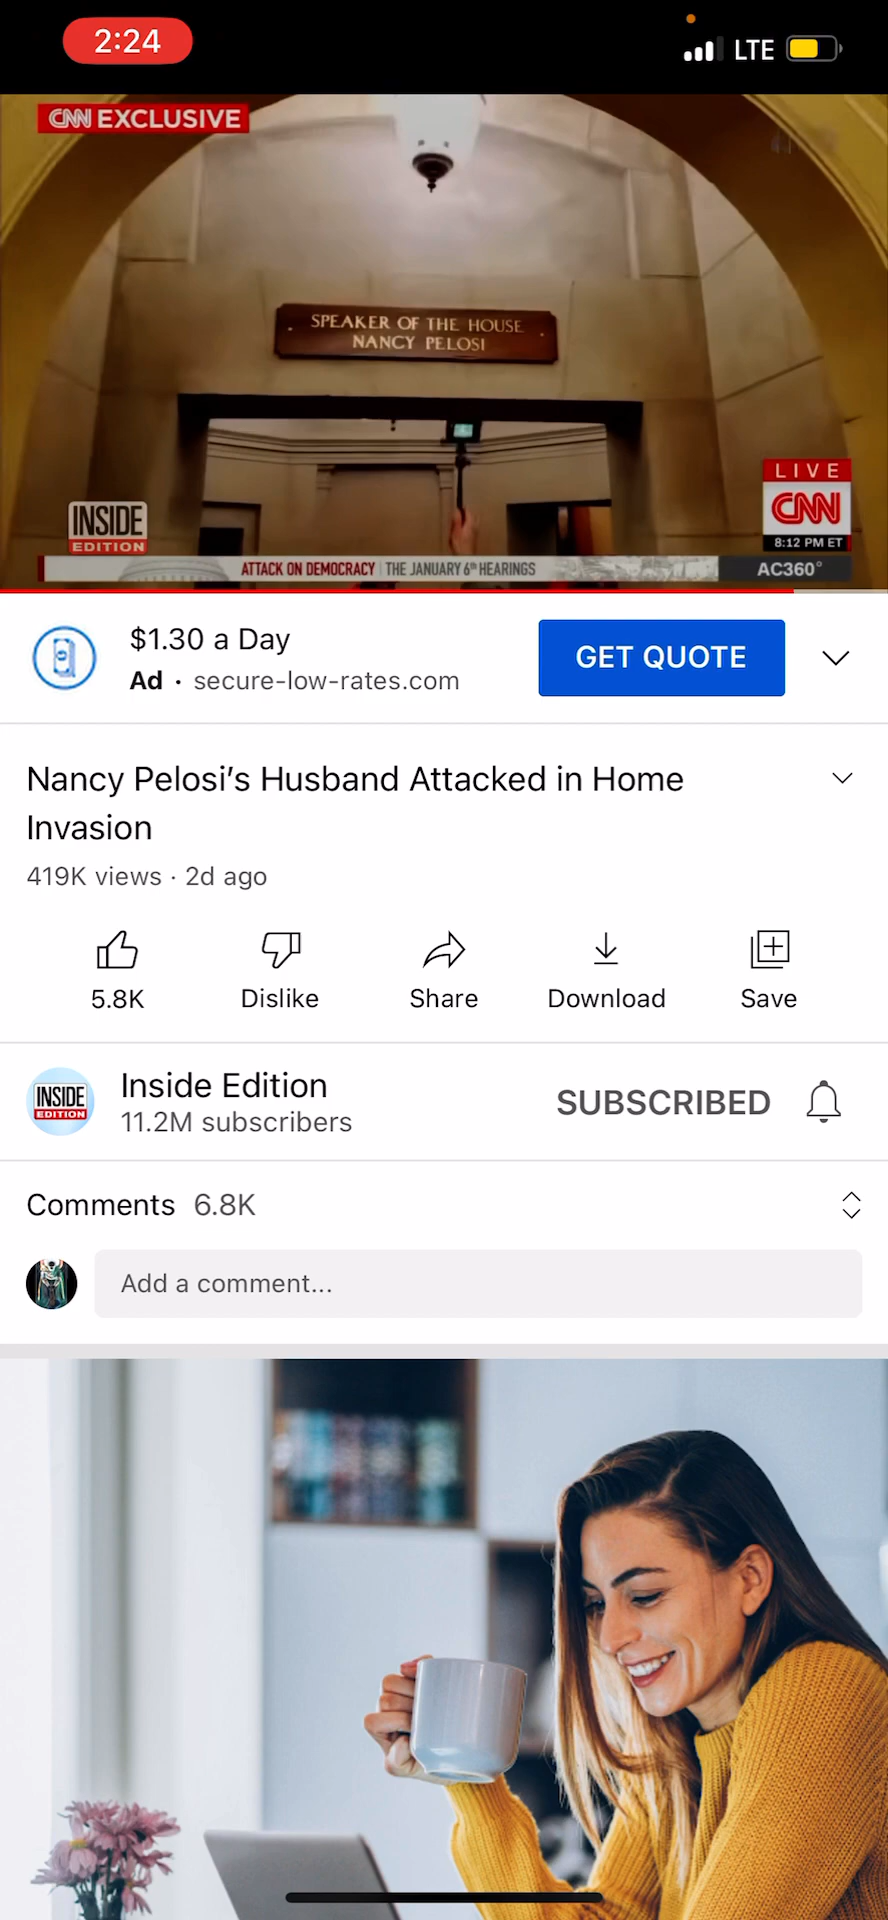 2:24
LTE
CNN EXCLUSIVE
SPEAKER OF THE HOUSE
NANCY PELOSI
INSIDE
EDITION
LIVE
CNN
8:12 PM ET
ATTACK ON DEMOCRACY | THE JANUARY 6th HEARINGS
AC360°
$1.30 a Day
Ad · secure-low-rates.com
GET QUOTE
Nancy Pelosi's Husband Attacked in Home
Invasion
419K views · 2d ago
5.8K
Dislike
Share
Download
Save
INSIDE
EDITION
Inside Edition
11.2M subscribers
SUBSCRIBED
Comments 6.8K
Add a comment...